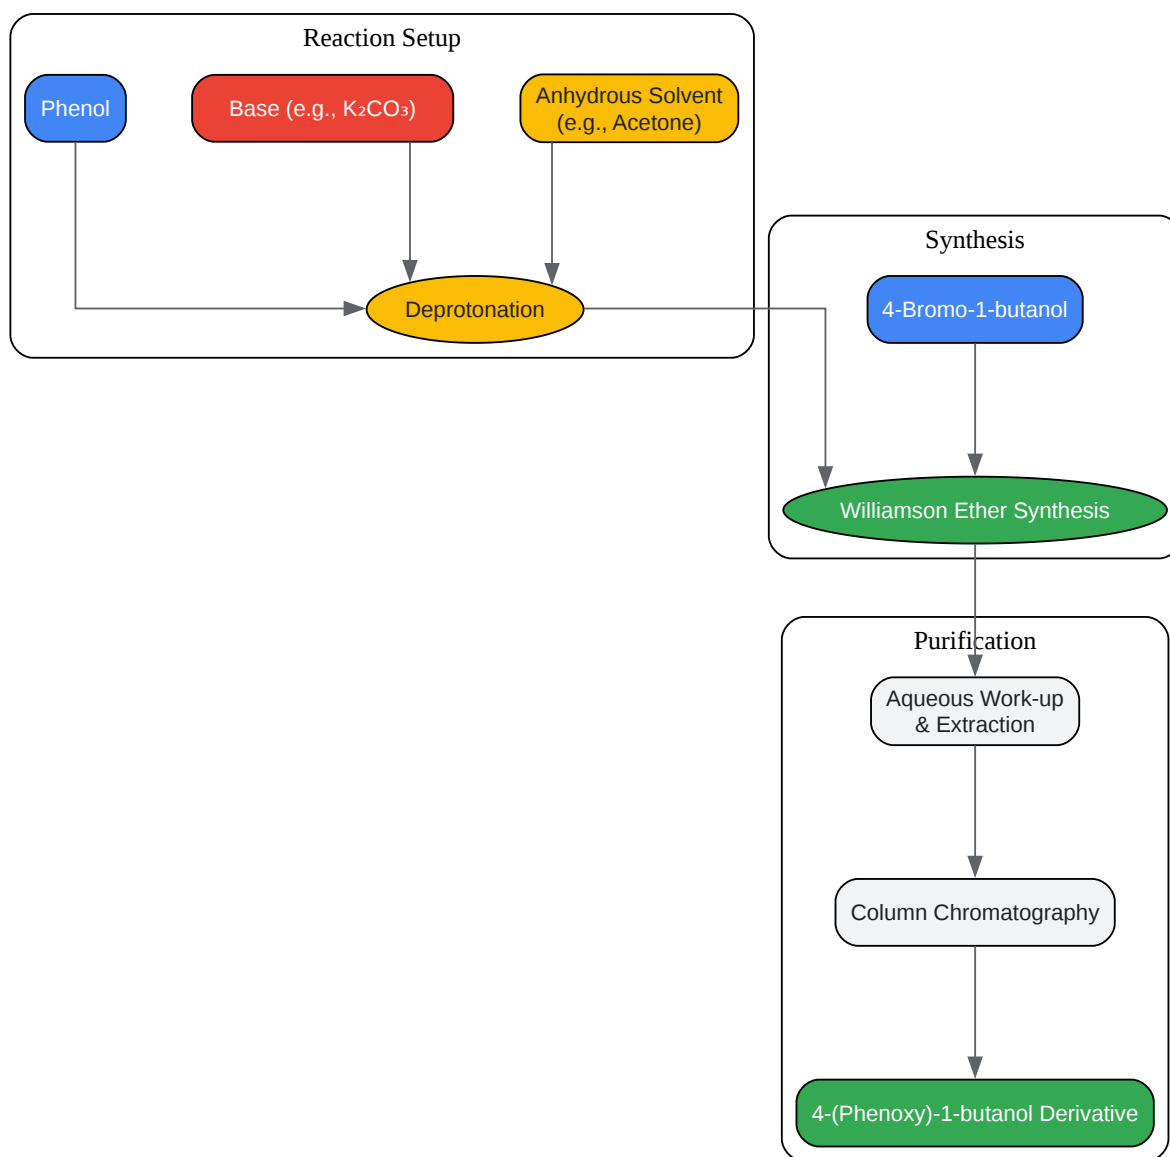 Reaction Setup
Phenol
Base (e.g., K₂CO₃)
Anhydrous Solvent
(e.g., Acetone)
Deprotonation
Synthesis
4-Bromo-1-butanol
Williamson Ether Synthesis
Purification
Aqueous Work-up
& Extraction
Column Chromatography
4-(Phenoxy)-1-butanol Derivative